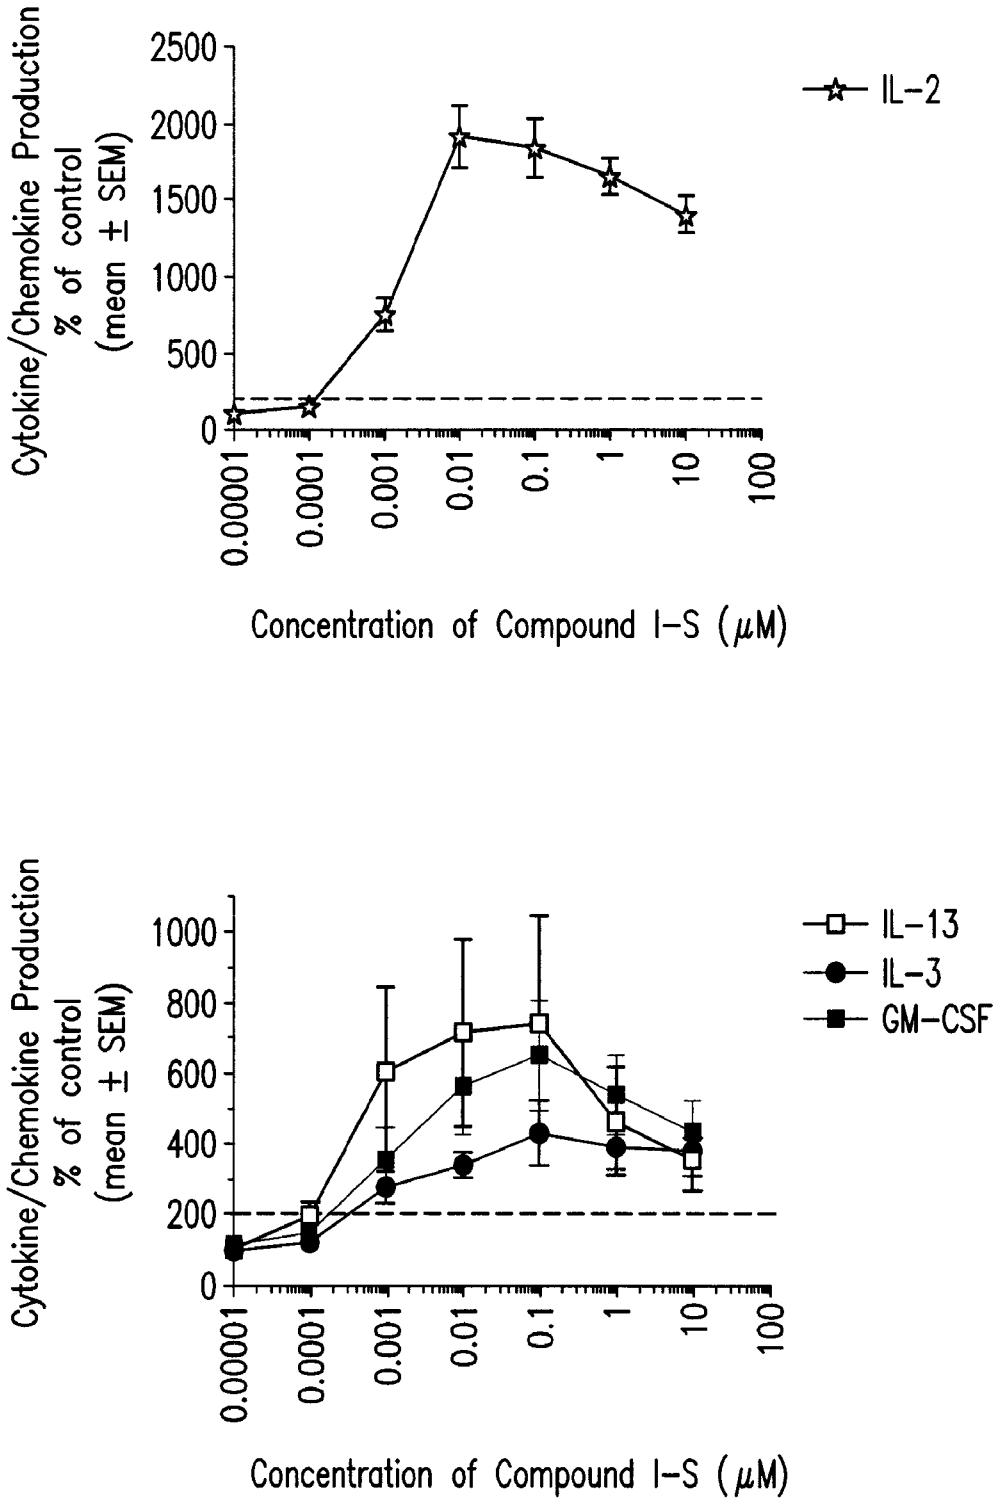 Cytokine/Chemokine Production
% of control
(mean ± SEM)
2500
2000
1500
1000
500
0
0.00001
0.0001
0.001
0.01
0.1
1
10
100
Concentration of Compound I-S (μM)
IL-2
Cytokine/Chemokine Production
% of control
(mean ± SEM)
1000
800
600
400
200
0
0.00001
0.0001
0.001
0.01
0.1
1
10
100
Concentration of Compound I-S (μM)
IL-13
IL-3
GM-CSF